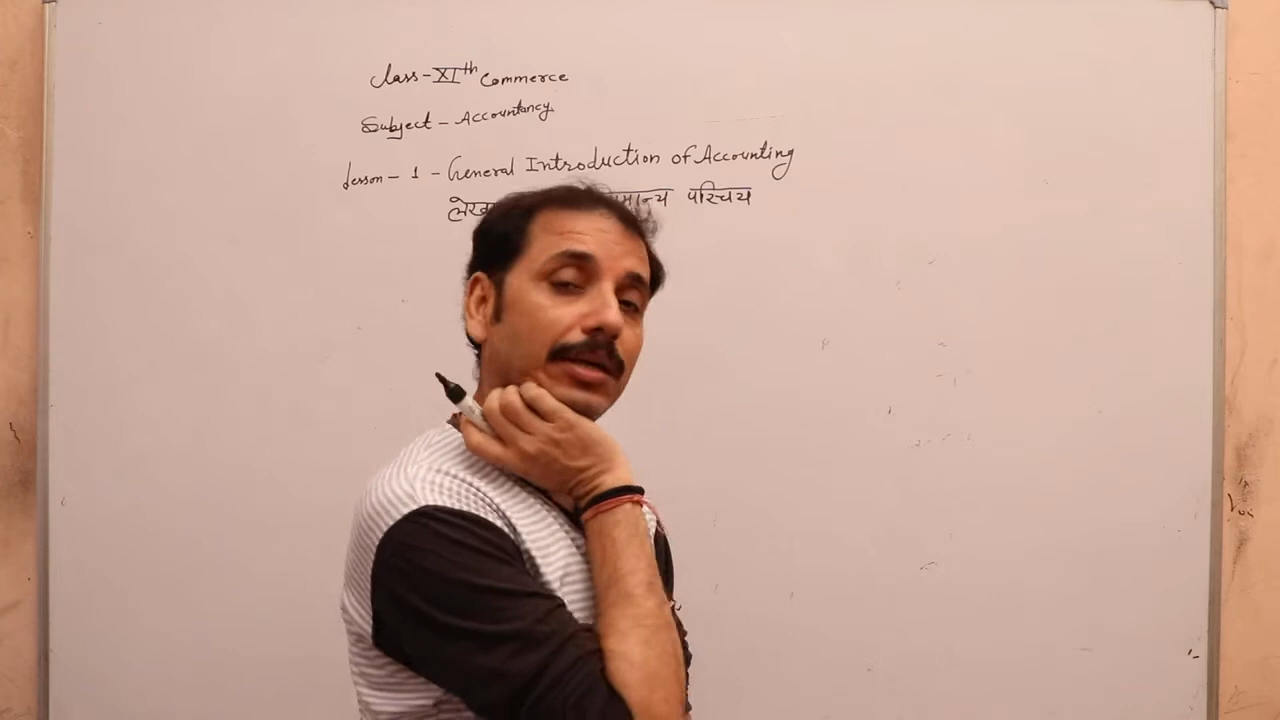 Class - XIth Commerce
Subject - Accountancy
Lesson - 1 - General Introduction of Accounting
परिचय